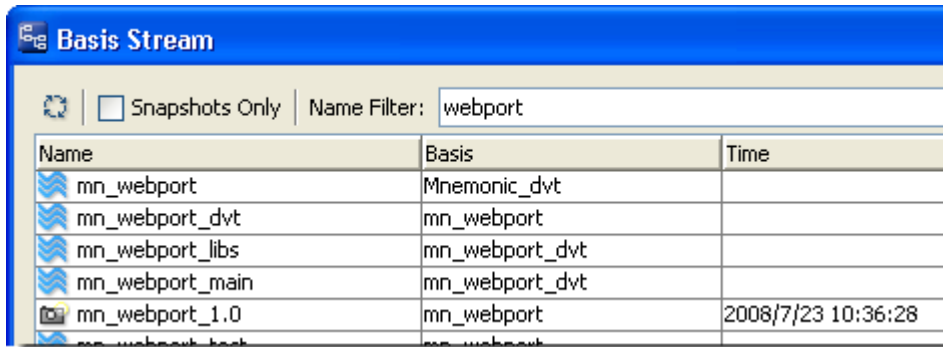 Basis Stream
Snapshots Only Name Filter: webport
Name Basis Time
mn_webport Mnemonic_dvt
mn_webport_dvt mn_webport
mn_webport_libs mn_webport_dvt
mn_webport_main mn_webport_dvt
mn_webport_1.0 mn_webport 2008/7/23 10:36:28